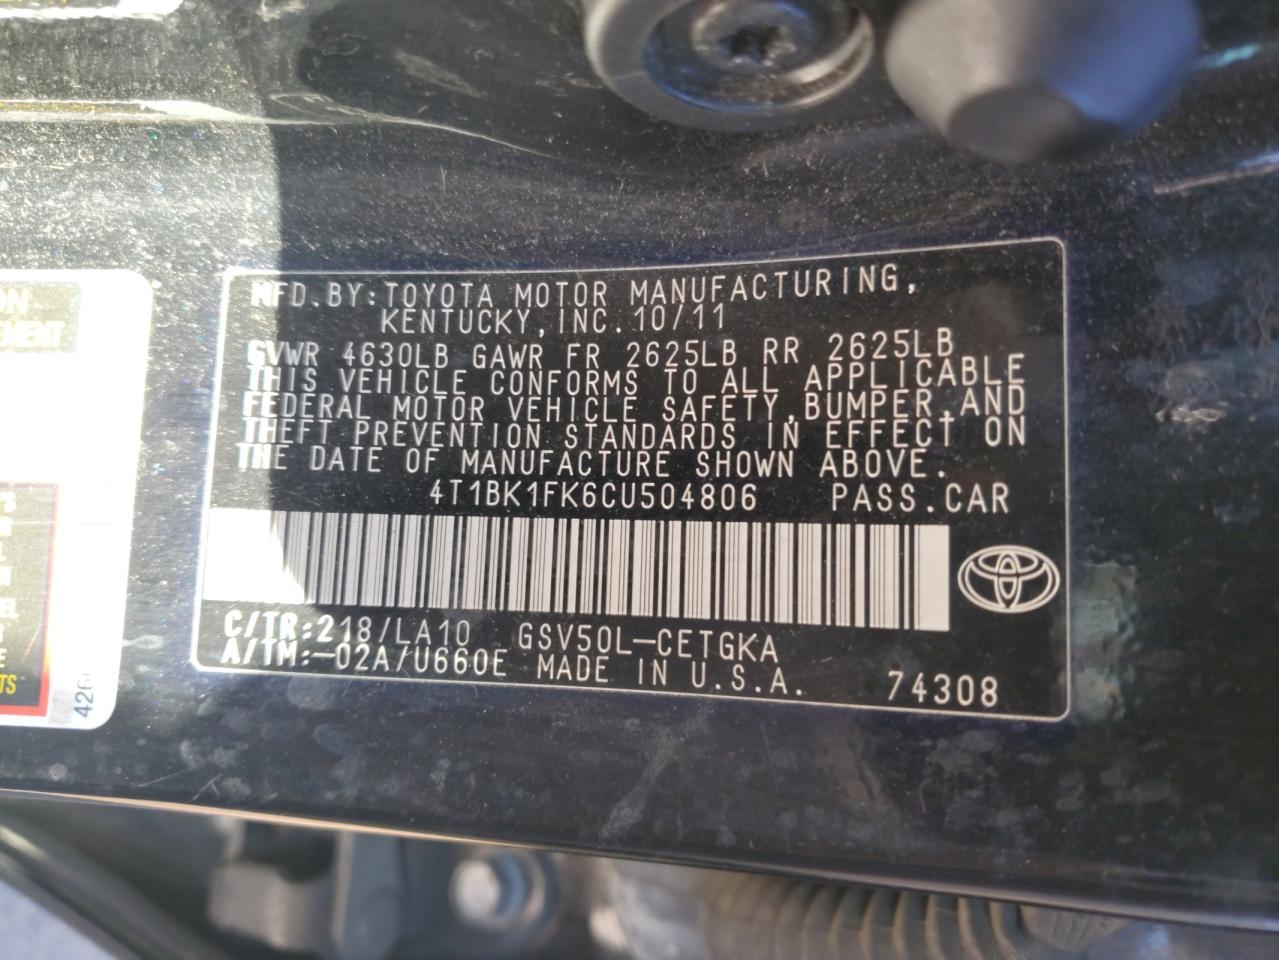 MFD.BY:TOYOTA MOTOR MANUFACTURING,
KENTUCKY,INC.10/11
GVWR 4630LB GAWR FR 2625LB RR 2625LB
THIS VEHICLE CONFORMS TO ALL APPLICABLE
FEDERAL MOTOR VEHICLE SAFETY,BUMPER,AND
THEFT PREVENTION STANDARDS IN EFFECT ON
THE DATE OF MANUFACTURE SHOWN ABOVE.
4T1BK1FK6CU504806 PASS.CAR
C/TR:218/LA10 GSV50L-CETGKA
A/TM:-02A/U660E MADE IN U.S.A. 74308